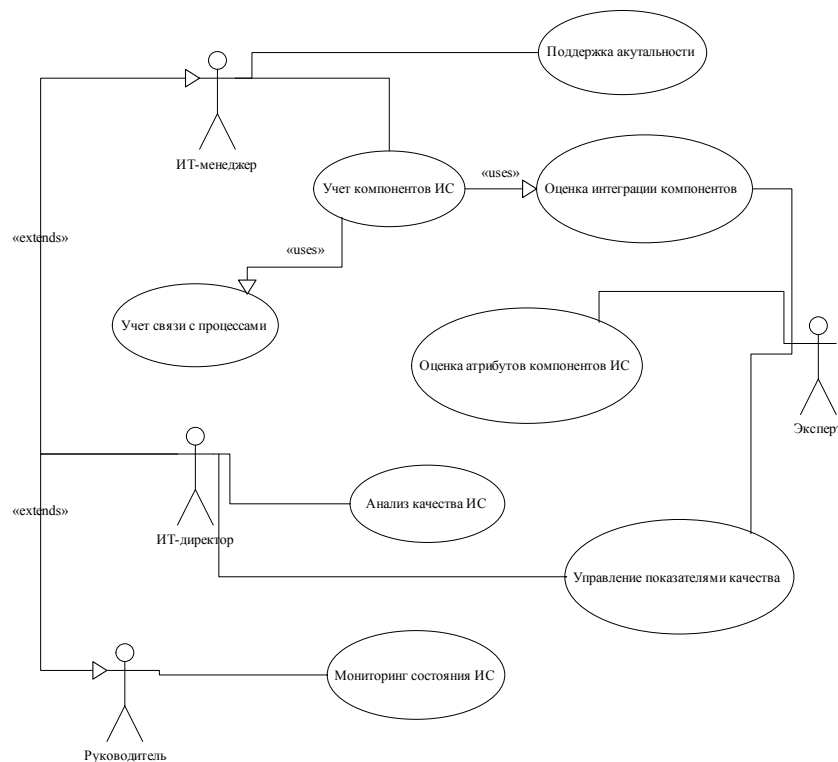 Поддержка акутальности
ИТ-менеджер
«uses»
Учет компонентов ИС
Оценка интеграции компонентов
«extends»
«uses»
Учет связи с процессами
Оценка атрибутов компонентов ИС
Эксперт
«extends»
Анализ качества ИС
ИТ-директор
Управление показателями качества
Мониторинг состояния ИС
Руководитель